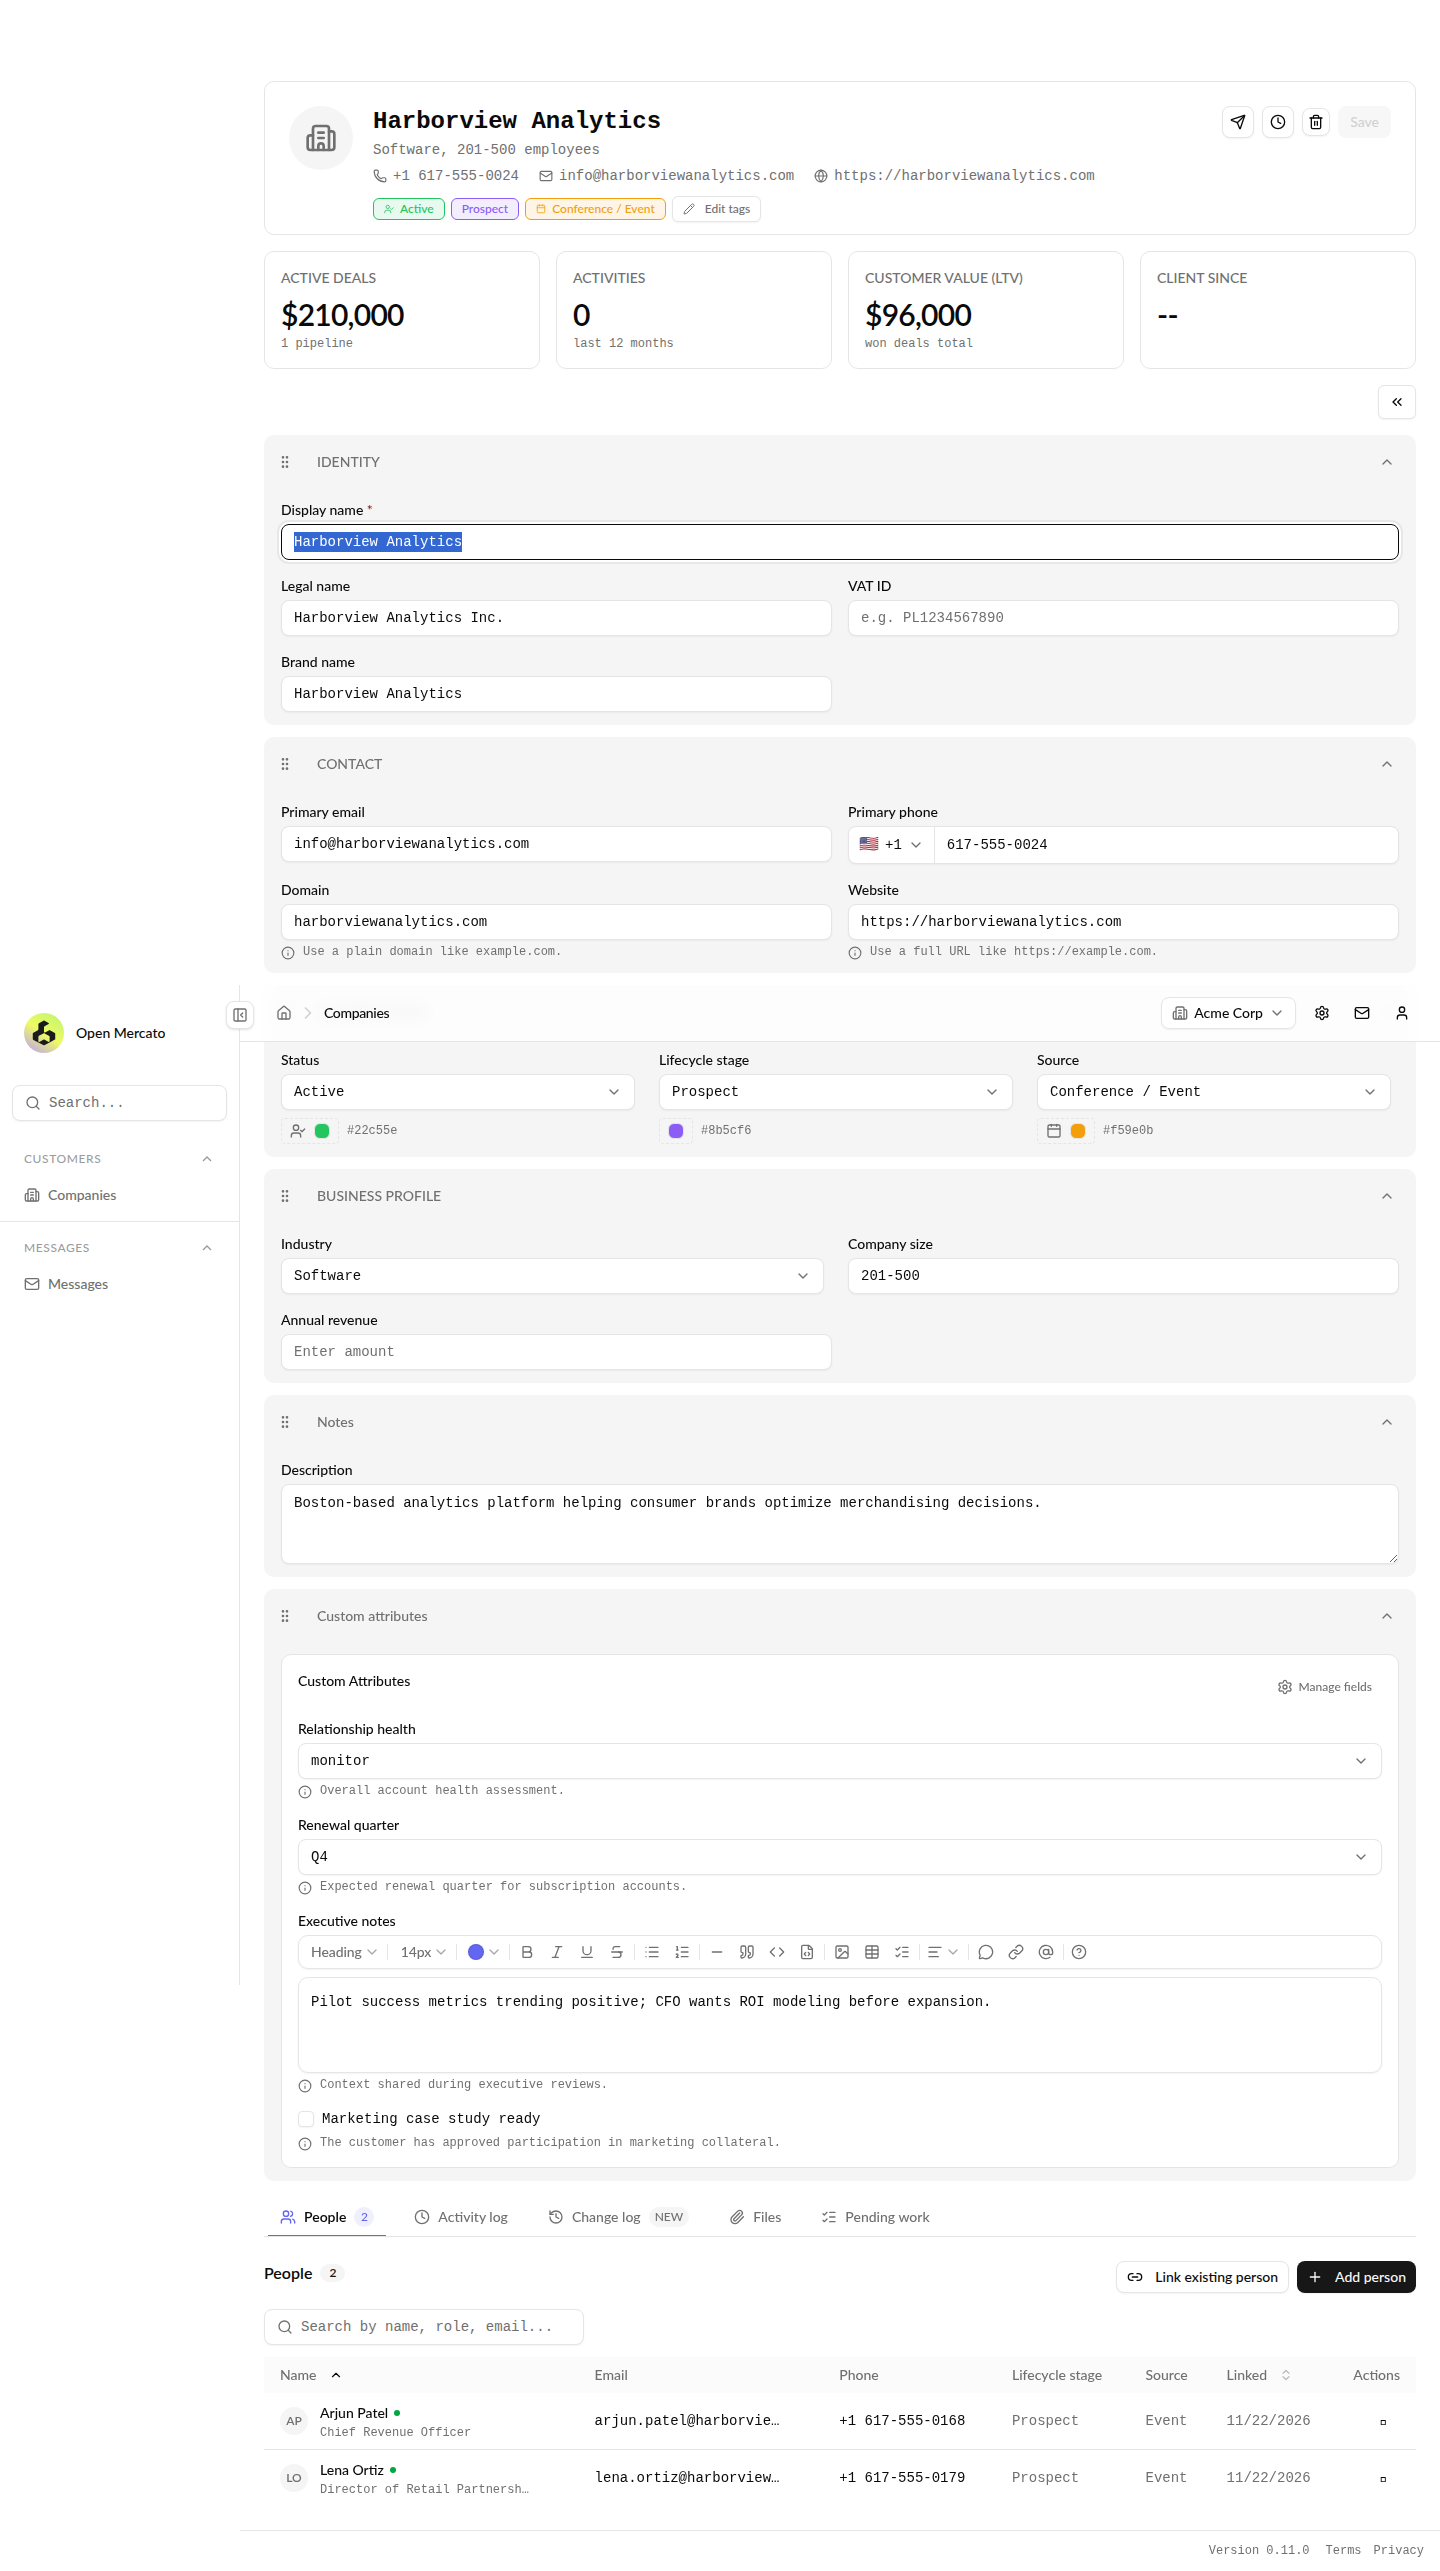 Harborview Analytics
Software, 201-500 employees
+1 617-555-0024 info@harborviewanalytics.com https://harborviewanalytics.com
Active Prospect Conference / Event Edit tags
Save
ACTIVE DEALS
$210,000
1 pipeline
ACTIVITIES
0
last 12 months
CUSTOMER VALUE (LTV)
$96,000
won deals total
CLIENT SINCE
--
IDENTITY
Display name *
Harborview Analytics
Legal name
Harborview Analytics Inc.
VAT ID
e.g. PL1234567890
Brand name
Harborview Analytics
CONTACT
Primary email
info@harborviewanalytics.com
Primary phone
+1 617-555-0024
Domain
harborviewanalytics.com
Use a plain domain like example.com.
Website
https://harborviewanalytics.com
Use a full URL like https://example.com.
Open Mercato
Search...
CUSTOMERS
Companies
MESSAGES
Messages
Companies
Acme Corp
Status
Active
#22c55e
Lifecycle stage
Prospect
#8b5cf6
Source
Conference / Event
#f59e0b
BUSINESS PROFILE
Industry
Software
Company size
201-500
Annual revenue
Enter amount
Notes
Description
Boston-based analytics platform helping consumer brands optimize merchandising decisions.
Custom attributes
Custom Attributes
Manage fields
Relationship health
monitor
Overall account health assessment.
Renewal quarter
Q4
Expected renewal quarter for subscription accounts.
Executive notes
Heading 14px
Pilot success metrics trending positive; CFO wants ROI modeling before expansion.
Context shared during executive reviews.
Marketing case study ready
The customer has approved participation in marketing collateral.
People 2 Activity log Change log NEW Files Pending work
People 2
Link existing person
Add person
Search by name, role, email...
Name Email Phone Lifecycle stage Source Linked Actions
AP Arjun Patel arjun.patel@harborvie… +1 617-555-0168 Prospect Event 11/22/2026
Chief Revenue Officer
LO Lena Ortiz lena.ortiz@harborview… +1 617-555-0179 Prospect Event 11/22/2026
Director of Retail Partnersh…
Version 0.11.0 Terms Privacy